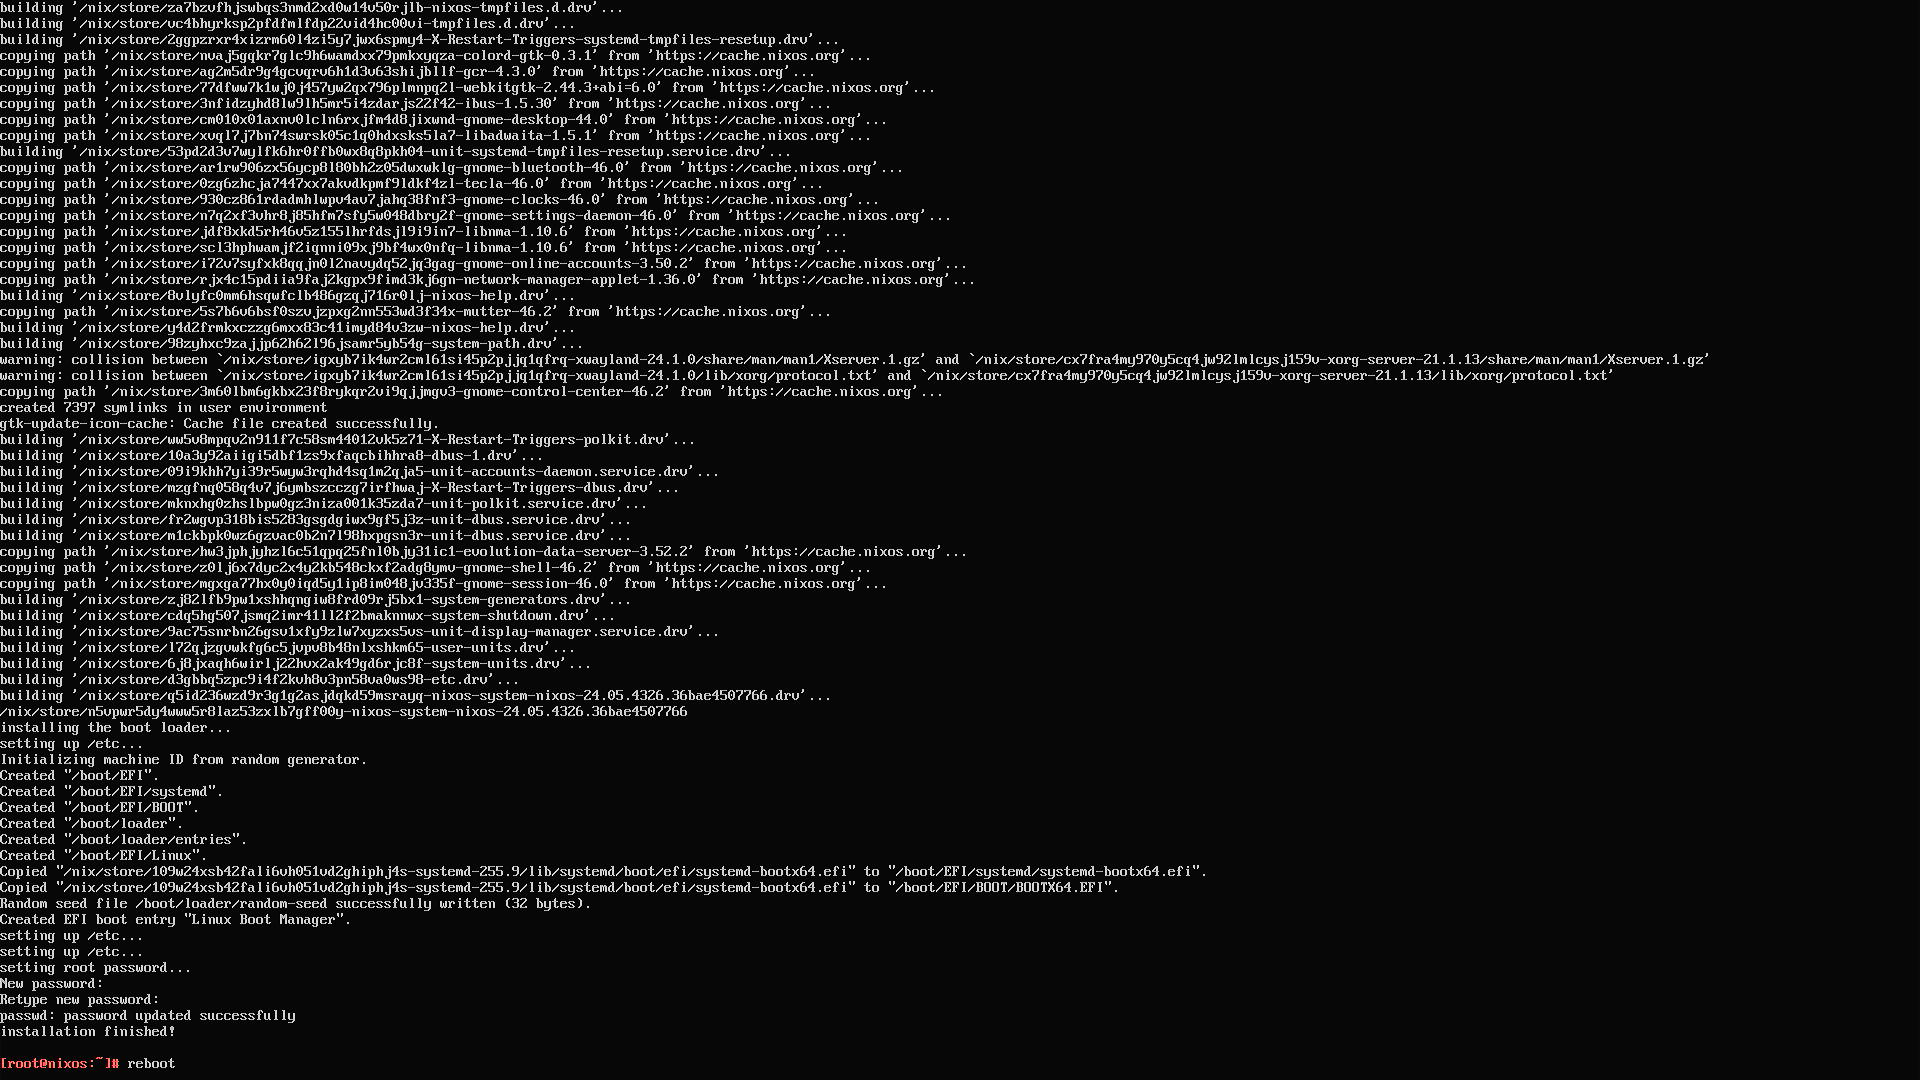 building '/nix/store/za7bzvfhjswbqs3nmd2xd0w14v50rjlb-nixos-tmpfiles.d.drv'...
building '/nix/store/vc4bhyrksp2pfdfmlfdp22vid4hc00vi-tmpfiles.d.drv'...
building '/nix/store/2ggpzrxr4xizrm60l4zi5y7jwx6spmy4-X-Restart-Triggers-systemd-tmpfiles-resetup.drv'...
copying path '/nix/store/nvaj5gqkr7glc9h6wamdxx79pmkxyqza-colord-gtk-0.3.1' from 'https://cache.nixos.org'...
copying path '/nix/store/ag2m5dr9g4gcvqrv6h1d3v63shijbllf-gcr-4.3.0' from 'https://cache.nixos.org'...
copying path '/nix/store/77dfww7k1wj0j457yw2qx796plmnpq2l-webkitgtk-2.44.3+abi=6.0' from 'https://cache.nixos.org'...
copying path '/nix/store/3nfidzyhd8lw9lh5mr5i4zdarjs22f42-ibus-1.5.30' from 'https://cache.nixos.org'...
copying path '/nix/store/cm010x01axnv0lcln6rxjfm4d8jixwnd-gnome-desktop-44.0' from 'https://cache.nixos.org'...
copying path '/nix/store/xvql7j7bn74swrsk05c1q0hdxsks5la7-libadwaita-1.5.1' from 'https://cache.nixos.org'...
building '/nix/store/53pd2d3v7wylfk6hr0ffb0wx8q8pkh04-unit-systemd-tmpfiles-resetup.service.drv'...
copying path '/nix/store/ar1rw906zx56ycp8l80bh2z05dwxwklg-gnome-bluetooth-46.0' from 'https://cache.nixos.org'...
copying path '/nix/store/0zg6zhcja7447xx7akvdkpmf9ldkf4zl-tecla-46.0' from 'https://cache.nixos.org'...
copying path '/nix/store/930cz861rdadmhlwpv4av7jahq38fnf3-gnome-clocks-46.0' from 'https://cache.nixos.org'...
copying path '/nix/store/n7q2xf3vhr8j85hfm7sfy5w048dbry2f-gnome-settings-daemon-46.0' from 'https://cache.nixos.org'...
copying path '/nix/store/jdf8xkd5rh46v5z155lhrfdsjl9i9in7-libnma-1.10.6' from 'https://cache.nixos.org'...
copying path '/nix/store/scl3hphwamjf2iqnni09xj9bf4wx0nfq-libnma-1.10.6' from 'https://cache.nixos.org'...
copying path '/nix/store/i72v7syfxk8qqjn0l2navydq52jq3gag-gnome-online-accounts-3.50.2' from 'https://cache.nixos.org'...
copying path '/nix/store/rjx4c15pdiia9faj2kgpx9fimd3kj6gn-network-manager-applet-1.36.0' from 'https://cache.nixos.org'...
building '/nix/store/8vlyfc0mm6hsqwfclb486gzqj716r0lj-nixos-help.drv'...
copying path '/nix/store/5s7b6v6bsf0szvjzpxg2nn553wd3f34x-mutter-46.2' from 'https://cache.nixos.org'...
building '/nix/store/y4d2frmkxczzg6mxx83c41imyd84v3zw-nixos-help.drv'...
building '/nix/store/98zyhxc9zajjp62h62l96jsamr5yb54g-system-path.drv'...
warning: collision between `/nix/store/igxyb7ik4wr2cml61si45p2pjjq1qfrq-xwayland-24.1.0/share/man/man1/Xserver.1.gz' and `/nix/store/cx7fra4my970y5cq4jw92lmlcysj159v-xorg-server-21.1.13/share/man/man1/Xserver.1.gz'
warning: collision between `/nix/store/igxyb7ik4wr2cml61si45p2pjjq1qfrq-xwayland-24.1.0/lib/xorg/protocol.txt' and `/nix/store/cx7fra4my970y5cq4jw92lmlcysj159v-xorg-server-21.1.13/lib/xorg/protocol.txt'
copying path '/nix/store/3m60lbm6gkbx23f8rykqr2vi9qjjmgv3-gnome-control-center-46.2' from 'https://cache.nixos.org'...
created 7397 symlinks in user environment
gtk-update-icon-cache: Cache file created successfully.
building '/nix/store/ww5v8mpqv2n911f7c58sm44012vk5z71-X-Restart-Triggers-polkit.drv'...
building '/nix/store/10a3y92aiigi5dbf1zs9xfaqcbihhra8-dbus-1.drv'...
building '/nix/store/09i9khh7yi39r5wyw3rqhd4sq1m2qja5-unit-accounts-daemon.service.drv'...
building '/nix/store/mzgfnq058q4v7j6ymbszcczg7irfhwaj-X-Restart-Triggers-dbus.drv'...
building '/nix/store/mknxhg0zhslbpw0gz3niza001k35zda7-unit-polkit.service.drv'...
building '/nix/store/fr2wgvp318bis5283gsgdgiwx9gf5j3z-unit-dbus.service.drv'...
building '/nix/store/m1ckbpk0wz6gzvac0b2n7l98hxpgsn3r-unit-dbus.service.drv'...
copying path '/nix/store/hw3jphjyhzl6c51qpq25fnl0bjy31ic1-evolution-data-server-3.52.2' from 'https://cache.nixos.org'...
copying path '/nix/store/z0lj6x7dyc2x4y2kb548ckxf2adg8ymv-gnome-shell-46.2' from 'https://cache.nixos.org'...
copying path '/nix/store/mgxga77hx0y0iqd5y1ip8im048jv335f-gnome-session-46.0' from 'https://cache.nixos.org'...
building '/nix/store/zj82lfb9pw1xshhqngiw8frd09rj5bx1-system-generators.drv'...
building '/nix/store/cdq5hg507jsmq2imr41ll2f2bmaknnwx-system-shutdown.drv'...
building '/nix/store/9ac75snrbn26gsv1xfy9zlw7xyzxs5vs-unit-display-manager.service.drv'...
building '/nix/store/l72qjzgvwkfg6c5jvpv8b48nlxshkm65-user-units.drv'...
building '/nix/store/6j8jxaqh6wirlj22hvx2ak49gd6rjc8f-system-units.drv'...
building '/nix/store/d3gbbq5zpc9i4f2kvh8v3pn58va0ws98-etc.drv'...
building '/nix/store/q5id236wzd9r3g1g2asjdqkd59msrayq-nixos-system-nixos-24.05.4326.36bae4507766.drv'...
/nix/store/n5vpwr5dy4www5r8laz53zxlb7gff00y-nixos-system-nixos-24.05.4326.36bae4507766
installing the boot loader...
setting up /etc...
Initializing machine ID from random generator.
Created "/boot/EFI".
Created "/boot/EFI/systemd".
Created "/boot/EFI/BOOT".
Created "/boot/loader".
Created "/boot/loader/entries".
Created "/boot/EFI/Linux".
Copied "/nix/store/109w24xsb42fali6vh051vd2ghiphj4s-systemd-255.9/lib/systemd/boot/efi/systemd-bootx64.efi" to "/boot/EFI/systemd/systemd-bootx64.efi".
Copied "/nix/store/109w24xsb42fali6vh051vd2ghiphj4s-systemd-255.9/lib/systemd/boot/efi/systemd-bootx64.efi" to "/boot/EFI/BOOT/BOOTX64.EFI".
Random seed file /boot/loader/random-seed successfully written (32 bytes).
Created EFI boot entry "Linux Boot Manager".
setting up /etc...
setting up /etc...
setting root password...
New password:
Retype new password:
passwd: password updated successfully
installation finished!
[root@nixos:~]# reboot